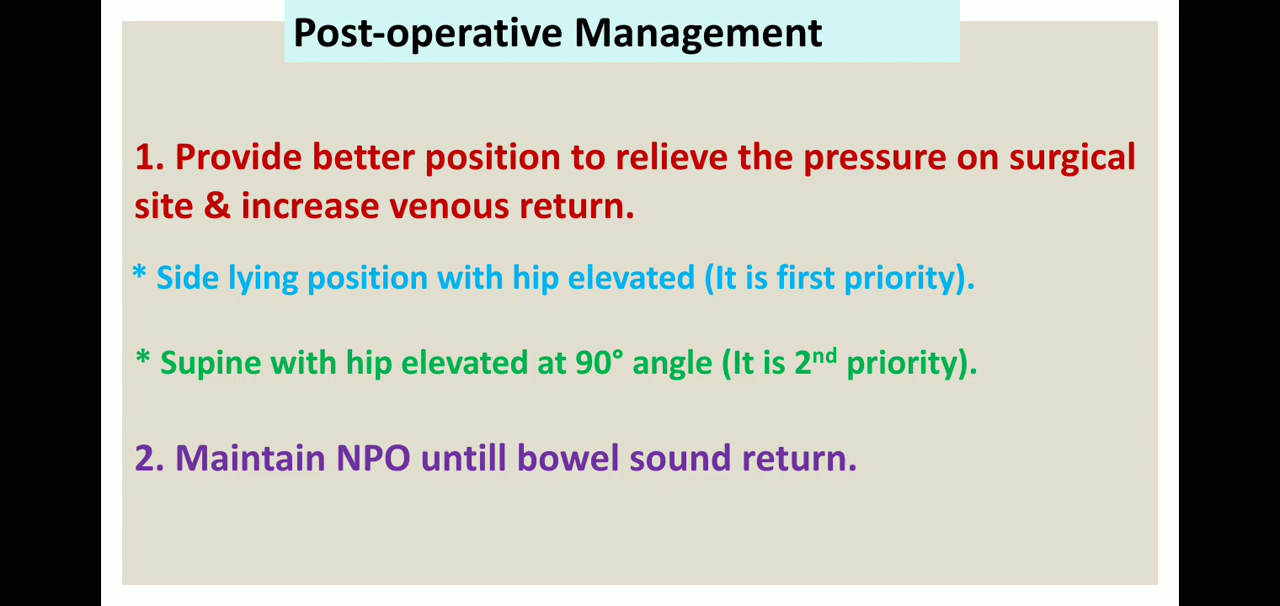 Post-operative Management
1. Provide better position to relieve the pressure on surgical
site & increase venous return.
* Side lying position with hip elevated (It is first priority).
* Supine with hip elevated at 90° angle (It is 2nd priority).
2. Maintain NPO untill bowel sound return.